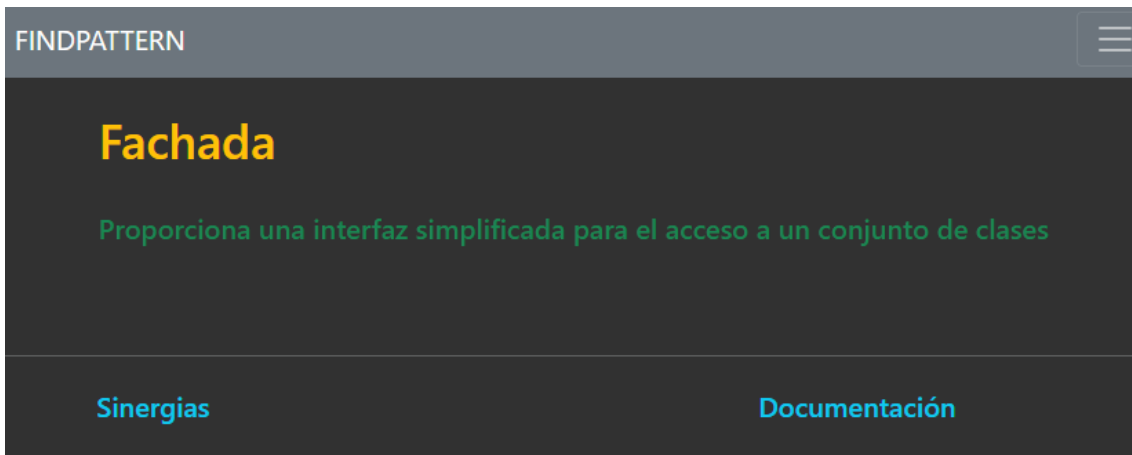 FINDPATTERN
Fachada
Proporciona una interfaz simplificada para el acceso a un conjunto de clases
Sinergias
Documentación